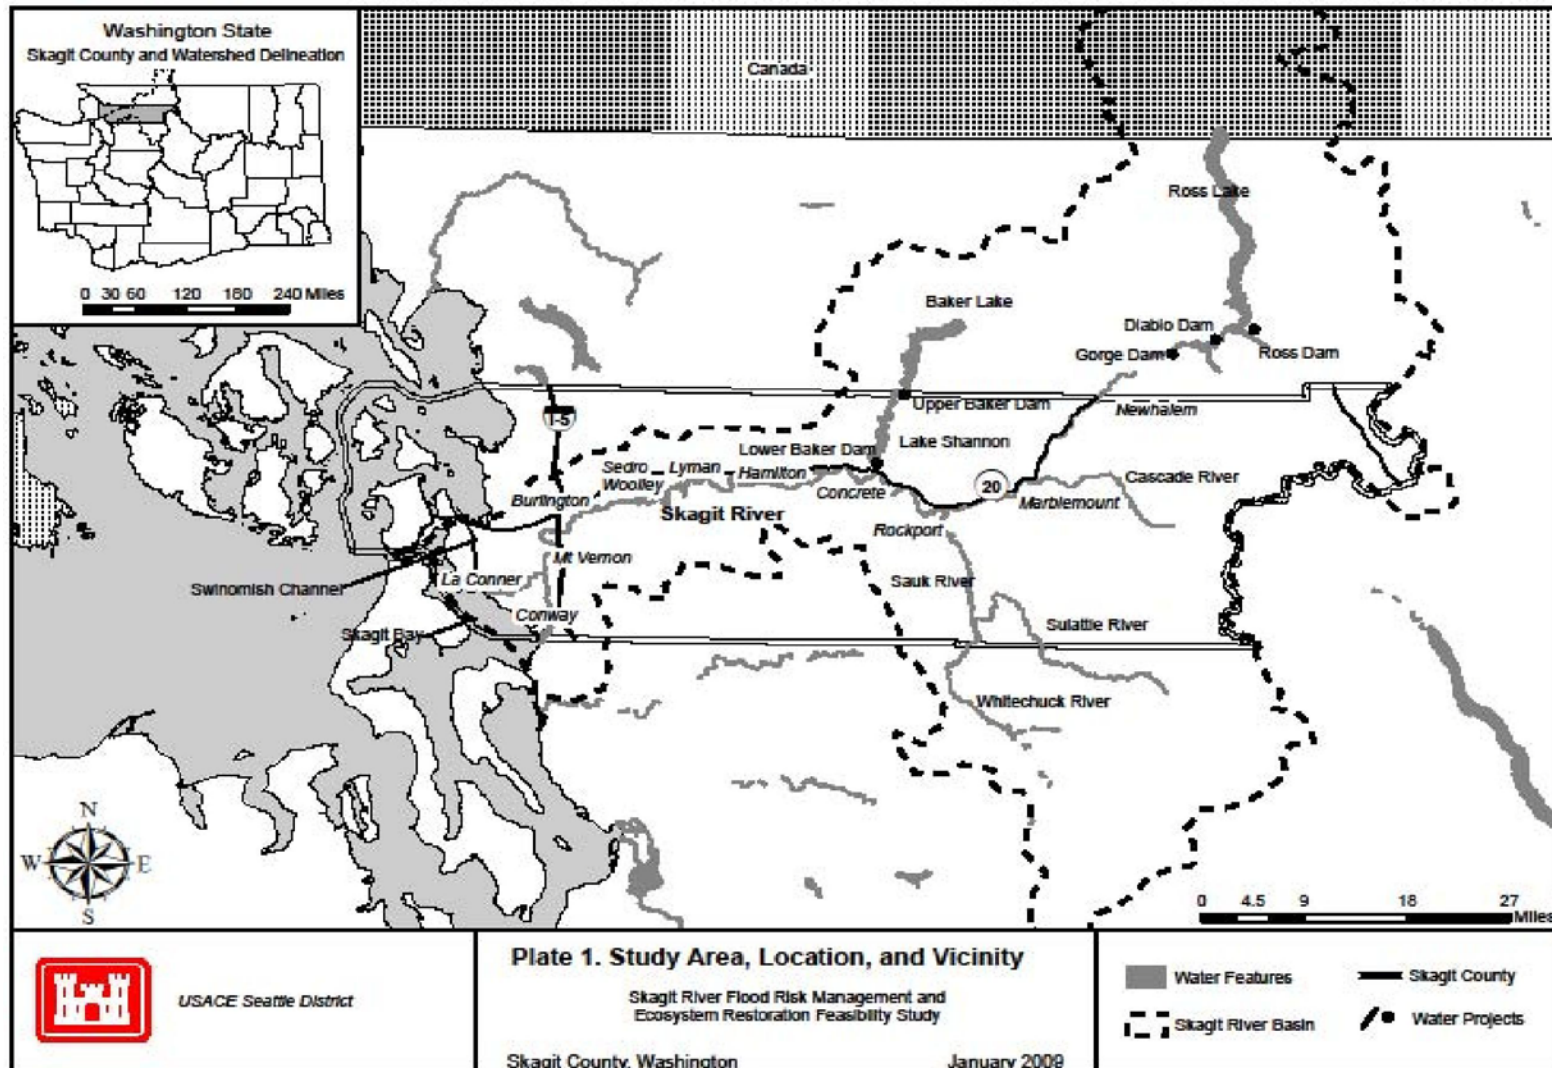 Washington State
Skagit County and Watershed Delineation
0 30 60 120 180 240 Miles
Canada
Ross Lake
Baker Lake
Diablo Dam
Gorge Dam
Ross Dam
I-5
Upper Baker Dam
Newhalem
Lower Baker Dam
Lake Shannon
Sedro
Woolley
Lyman
Hamilton
Concrete
20
Cascade River
Marblemount
Burlington
Skagit River
Rockport
Mt Vernon
Swinomish Channel
La Conner
Sauk River
Conway
Skagit Bay
Suiattle River
Whitechuck River
N
W E
S
0 4.5 9 18 27
Miles
USACE Seattle District
Plate 1. Study Area, Location, and Vicinity
Skagit River Flood Risk Management and
Ecosystem Restoration Feasibility Study
Skagit County, Washington January 2009
Water Features
Skagit County
Skagit River Basin
Water Projects